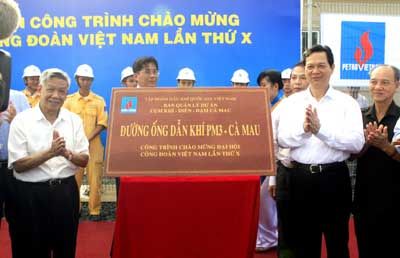 N CÔNG TRÌNH CHÀO MỪNG
NG ĐOÀN VIỆT NAM LẦN THỨ X
PETROVIETNAM
TẬP ĐOÀN DẦU KHÍ QUỐC GIA VIỆT NAM
BAN QUẢN LÝ DỰ ÁN
CỤM KHÍ - ĐIỆN - ĐẠM CÀ MAU
ĐƯỜNG ỐNG DẪN KHÍ PM3 - CÀ MAU
CÔNG TRÌNH CHÀO MỪNG ĐẠI HỘI
CÔNG ĐOÀN VIỆT NAM LẦN THỨ X